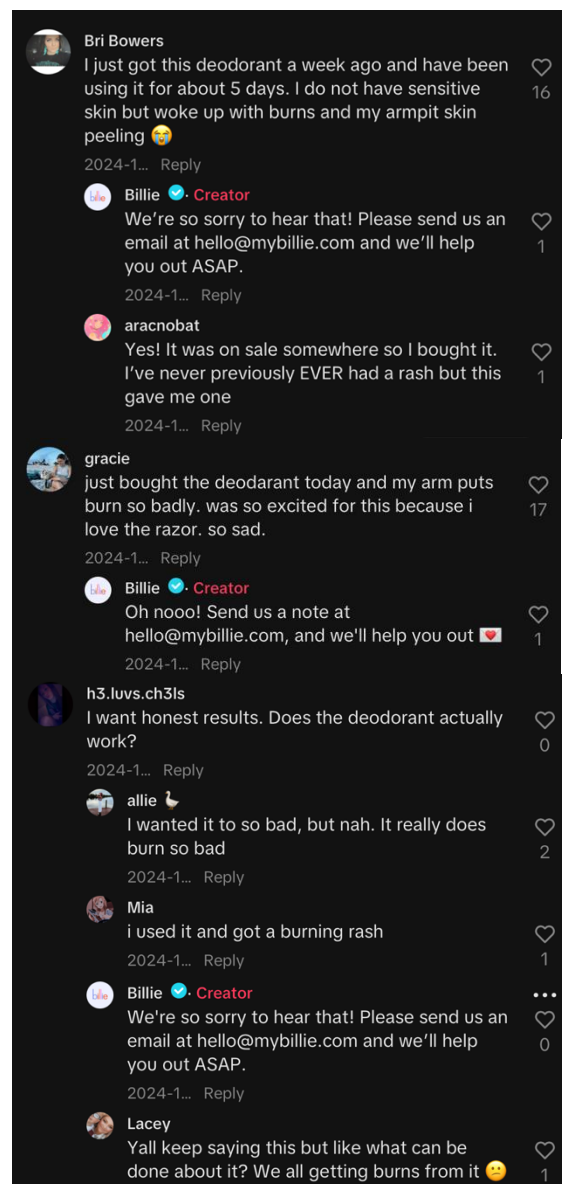 Bri Bowers
I just got this deodorant a week ago and have been
using it for about 5 days. I do not have sensitive
skin but woke up with burns and my armpit skin
peeling 😭
16
2024-1... Reply
billie
Billie · Creator
We're so sorry to hear that! Please send us an
email at hello@mybillie.com and we'll help
you out ASAP.
1
2024-1... Reply
aracnobat
Yes! It was on sale somewhere so I bought it.
I've never previously EVER had a rash but this
gave me one
1
2024-1... Reply
gracie
just bought the deodarant today and my arm puts
burn so badly. was so excited for this because i
love the razor. so sad.
17
2024-1... Reply
billie
Billie · Creator
Oh nooo! Send us a note at
hello@mybillie.com, and we'll help you out 💌
1
2024-1... Reply
h3.luvs.ch3ls
I want honest results. Does the deodorant actually
work?
0
2024-1... Reply
allie 🪿
I wanted it to so bad, but nah. It really does
burn so bad
2
2024-1... Reply
Mia
i used it and got a burning rash
1
2024-1... Reply
billie
Billie · Creator
We're so sorry to hear that! Please send us an
email at hello@mybillie.com and we'll help
you out ASAP.
0
2024-1... Reply
Lacey
Yall keep saying this but like what can be
done about it? We all getting burns from it 😕
1